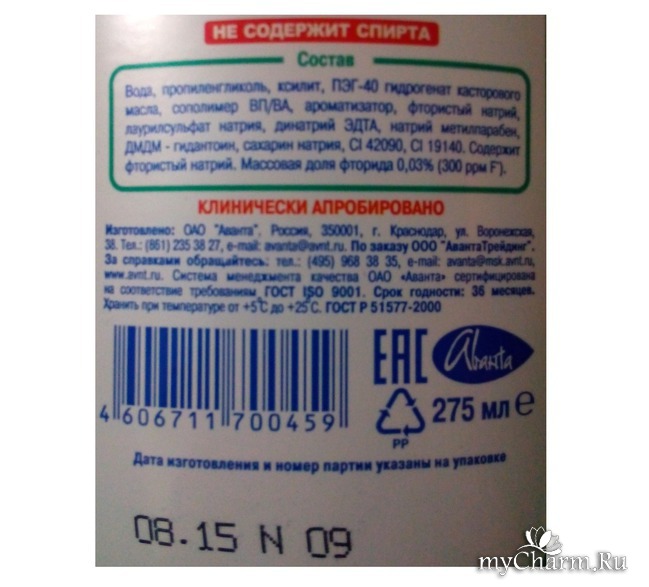 НЕ СОДЕРЖИТ СПИРТА
Состав
Вода, пропиленгликоль, ксилит, ПЭГ-40 гидрогенат касторового
масла, сополимер ВП/ВА, ароматизатор, фтористый натрий,
лаурилсульфат натрия, динатрий ЭДТА, натрий метилпарабен,
ДМДМ - гидантоин, сахарин натрия, CI 42090, CI 19140. Содержит
фтористый натрий. Массовая доля фторида 0,03% (300 ppm F⁻).
КЛИНИЧЕСКИ АПРОБИРОВАНО
Изготовлено: ОАО "Аванта". Россия, 350001, г. Краснодар, ул. Воронежская,
38. Тел.: (861) 235 38 27, e-mail: avanta@avnt.ru. По заказу ООО "АвантаТрейдинг".
За справками обращайтесь: тел.: (495) 968 38 35, e-mail: avanta@msk.avnt.ru,
www.avnt.ru. Система менеджмента качества ОАО «Аванта» сертифицирована
на соответствие требованиям ГОСТ ISO 9001. Срок годности: 36 месяцев.
Хранить при температуре от +5°C до +25°C. ГОСТ Р 51577-2000
EAC Avanta
4 606711 700459
275 мл e
PP
Дата изготовления и номер партии указаны на упаковке
08.15 N 09
myCharm.Ru